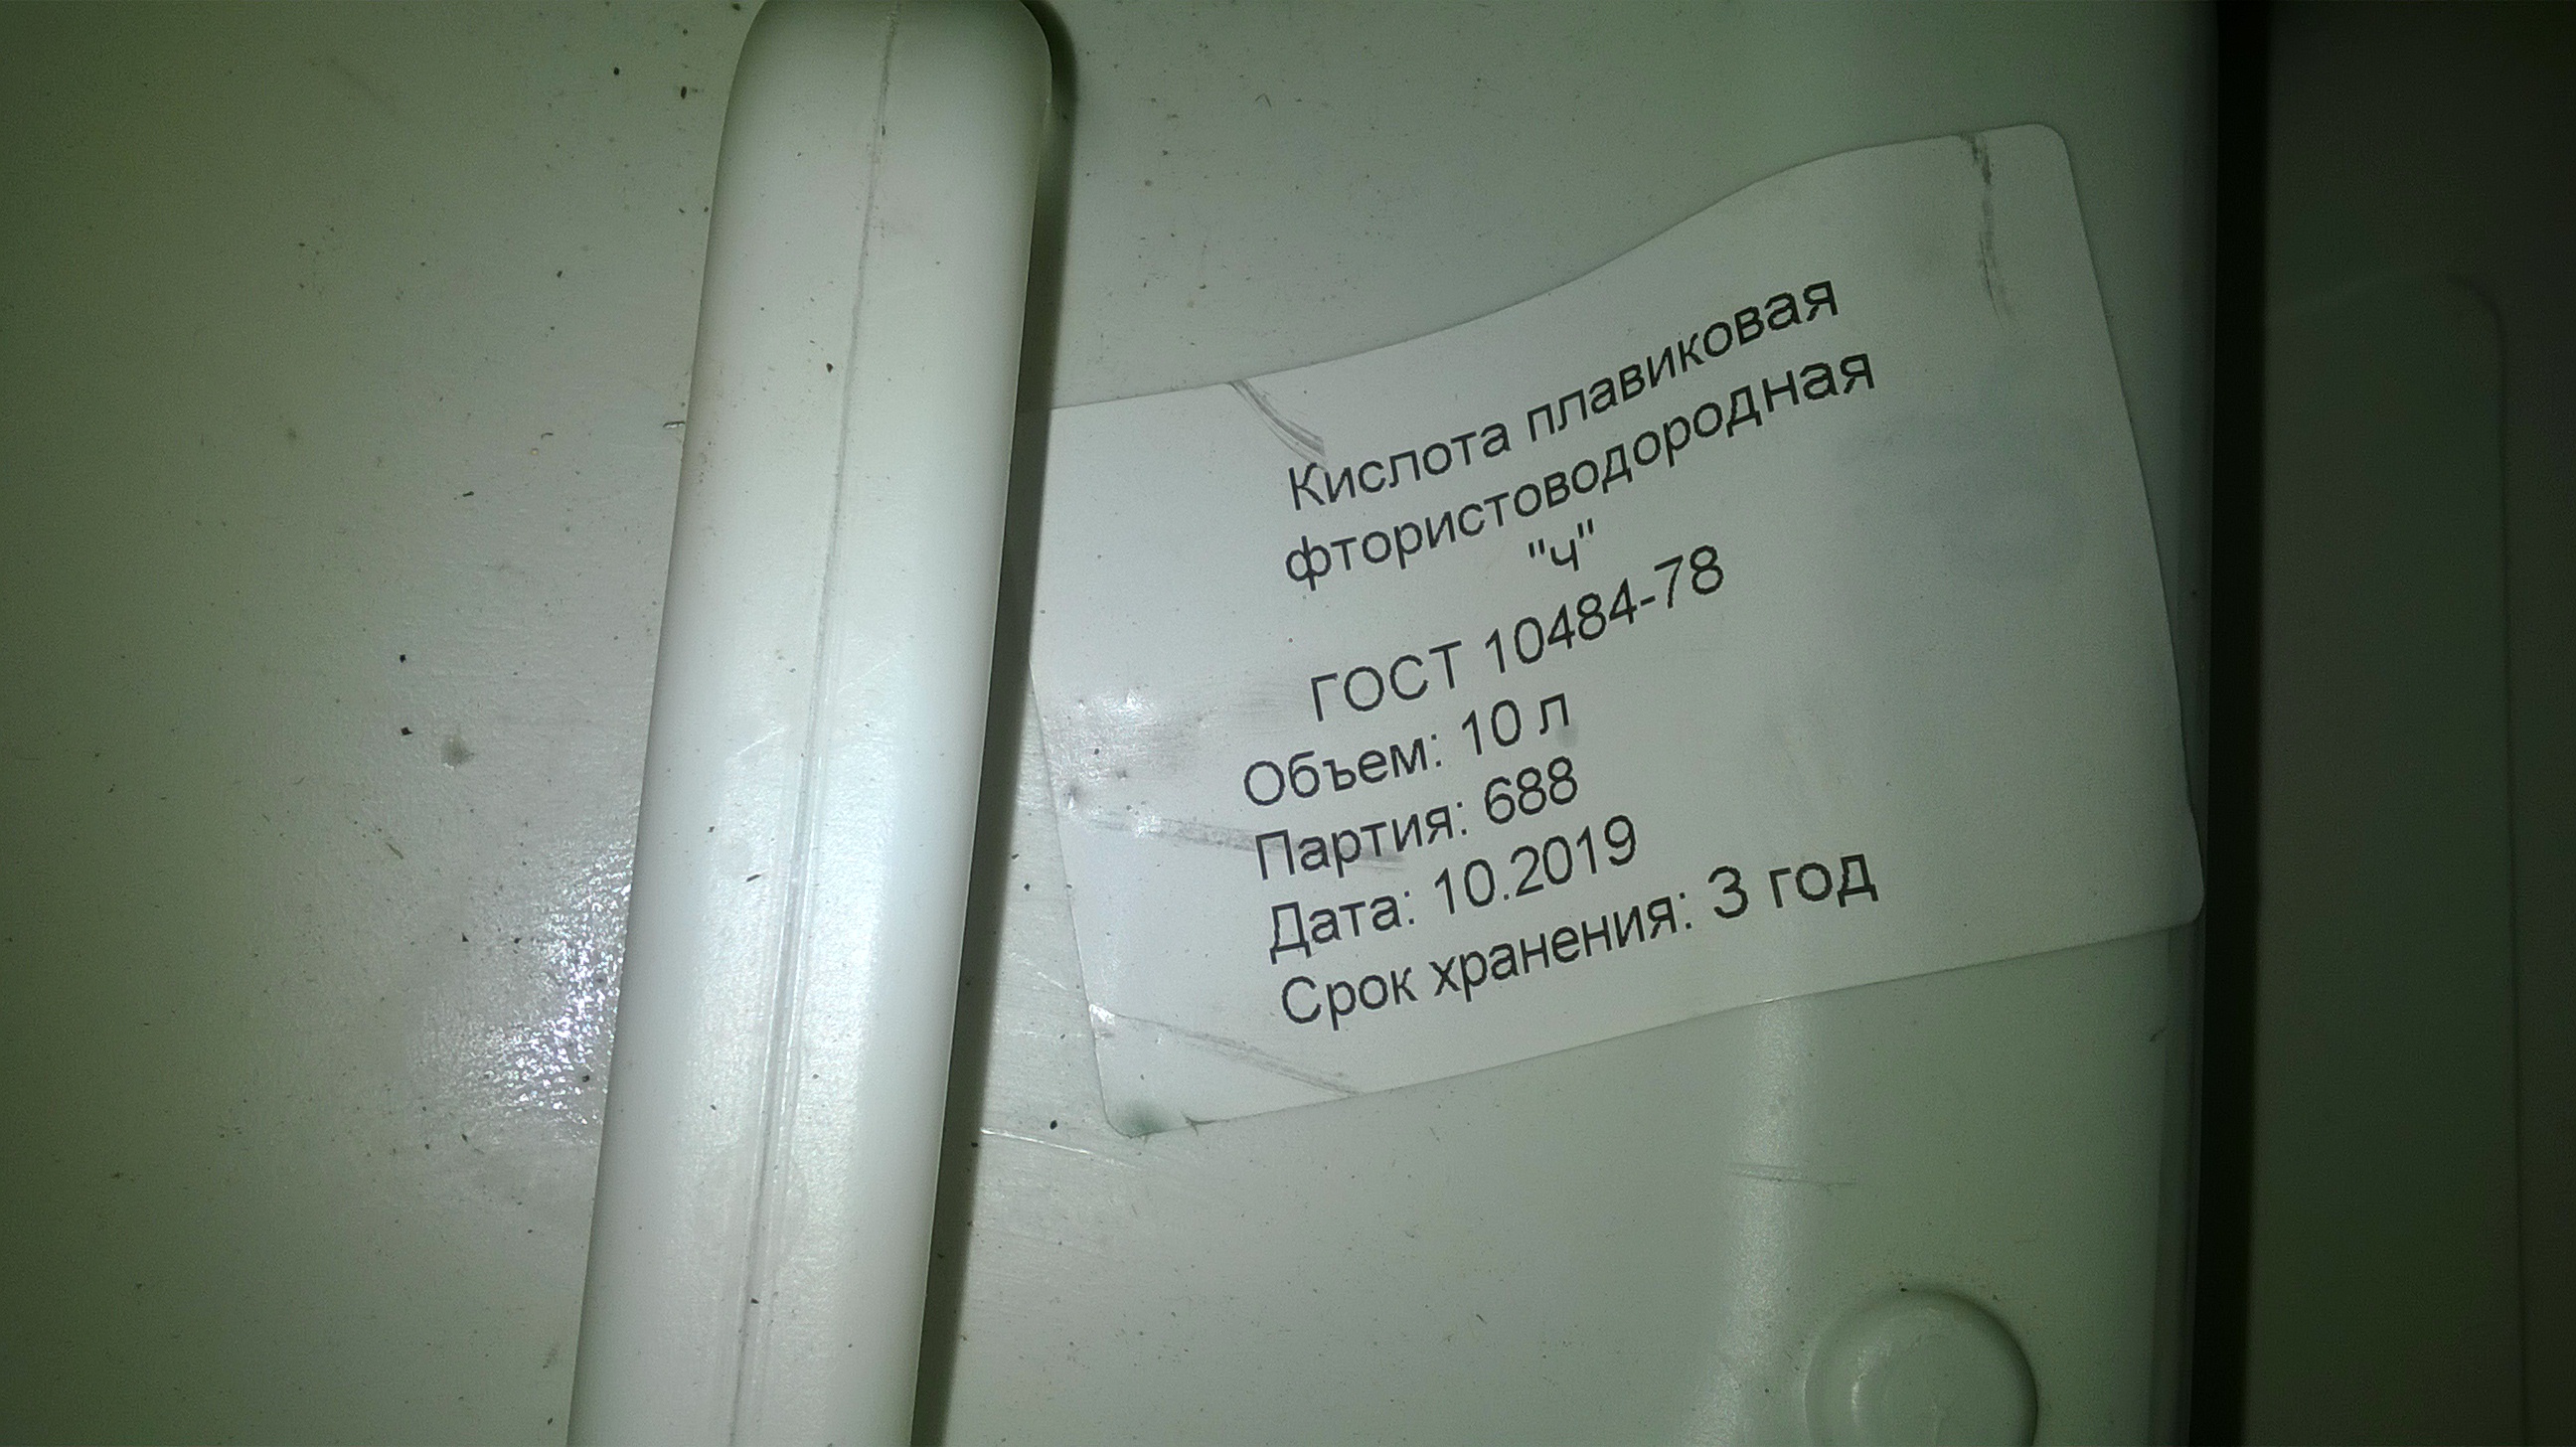 Кислота плавиковая
фтористоводородная
"ч"
ГОСТ 10484-78
Объем: 10 л
Партия: 688
Дата: 10.2019
Срок хранения: 3 год